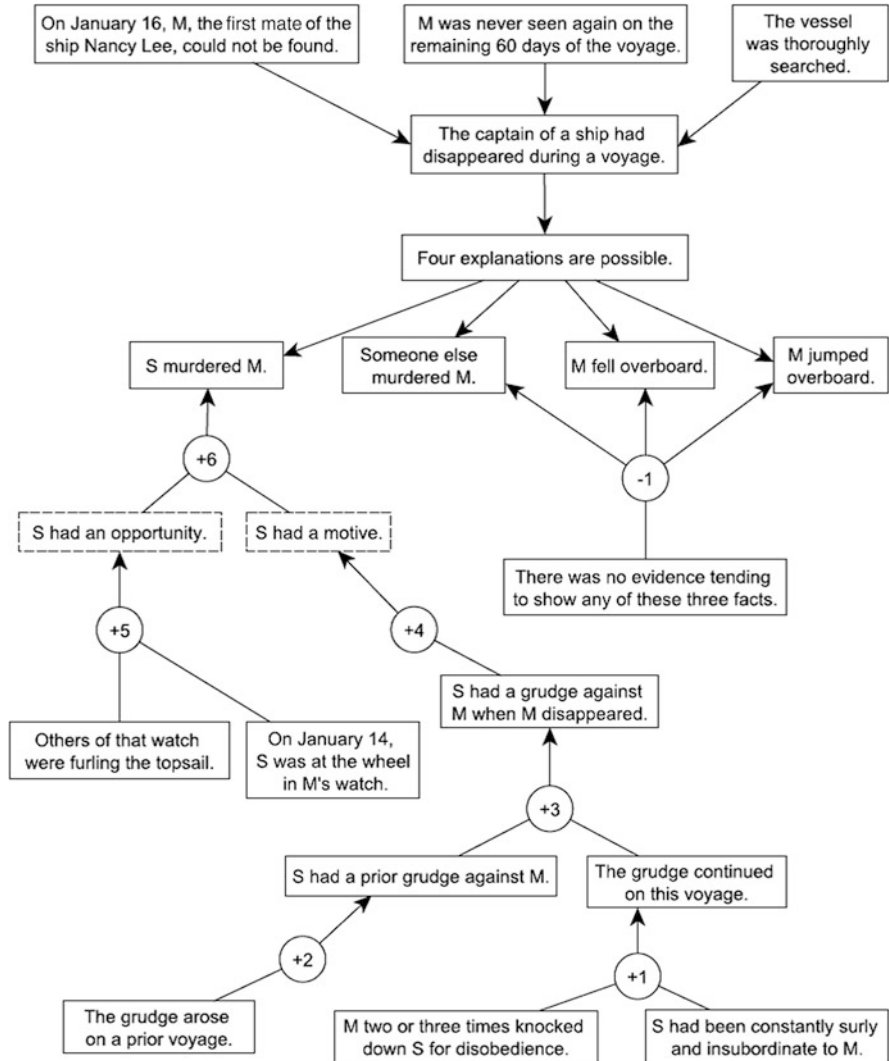 On January 16, M, the first mate of the
ship Nancy Lee, could not be found.
M was never seen again on the
remaining 60 days of the voyage.
The vessel
was thoroughly
searched.
The captain of a ship had
disappeared during a voyage.
Four explanations are possible.
S murdered M.
Someone else
murdered M.
M fell overboard.
M jumped
overboard.
+6
-1
S had an opportunity.
S had a motive.
There was no evidence tending
to show any of these three facts.
+5
+4
S had a grudge against
M when M disappeared.
Others of that watch
were furling the topsail.
On January 14,
S was at the wheel
in M's watch.
+3
S had a prior grudge against M.
The grudge continued
on this voyage.
+2
+1
The grudge arose
on a prior voyage.
M two or three times knocked
down S for disobedience.
S had been constantly surly
and insubordinate to M.